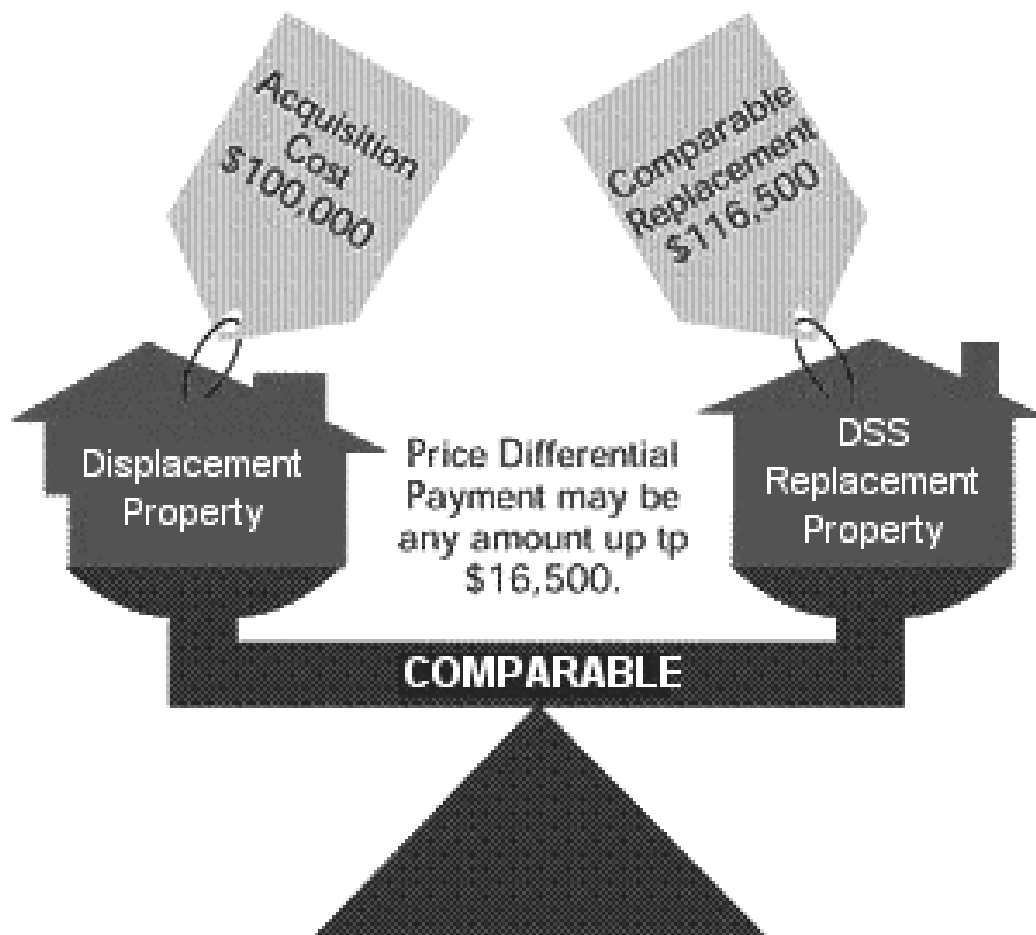 Acquisition
Cost
$100,000
Comparable
Replacement
$116,500
Displacement
Property
Price Differential
Payment may be
any amount up tp
$16,500.
DSS
Replacement
Property
COMPARABLE